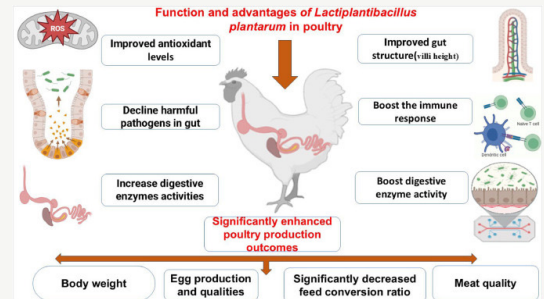 Function and advantages of Lactiplantibacillus
plantarum in poultry
ROS
Improved antioxidant
levels
Improved gut
structure(villi height)
Decline harmful
pathogens in gut
Boost the immune
response
Naive T cell
Dendritic cell
Increase digestive
enzymes activities
Boost digestive
enzyme activity
Significantly enhanced
poultry production
outcomes
Body weight
Egg production
and qualities
Significantly decreased
feed conversion ratio
Meat quality